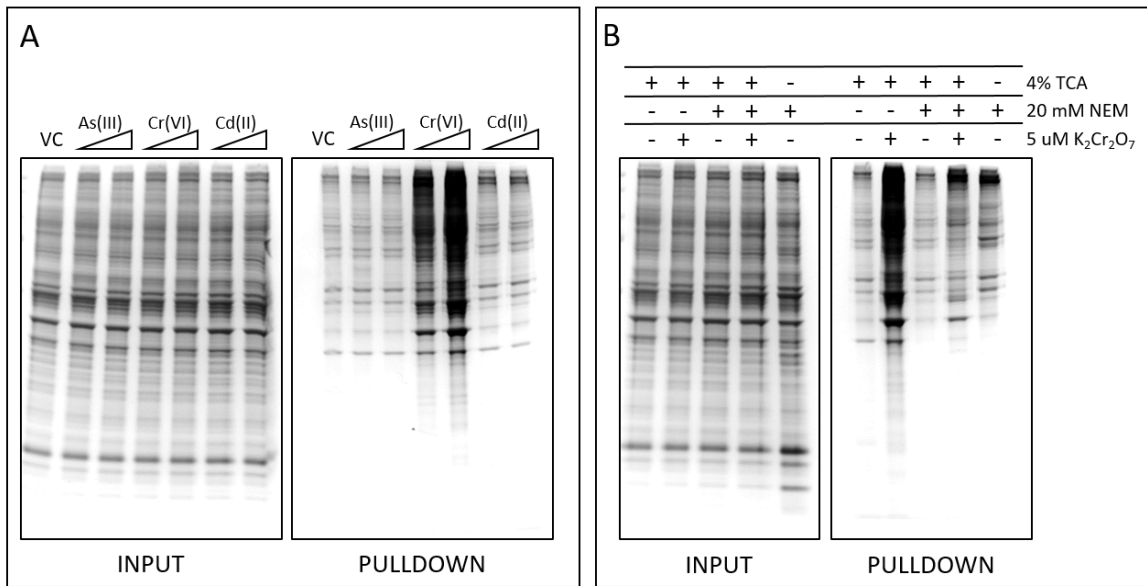 A
VC As(III) Cr(VI) Cd(II) VC As(III) Cr(VI) Cd(II)
INPUT PULLDOWN
B
+ + + + - + + + + - 4% TCA
- - + + + - - + + + 20 mM NEM
- + - + - - + - + - 5 uM K₂Cr₂O₇
INPUT PULLDOWN